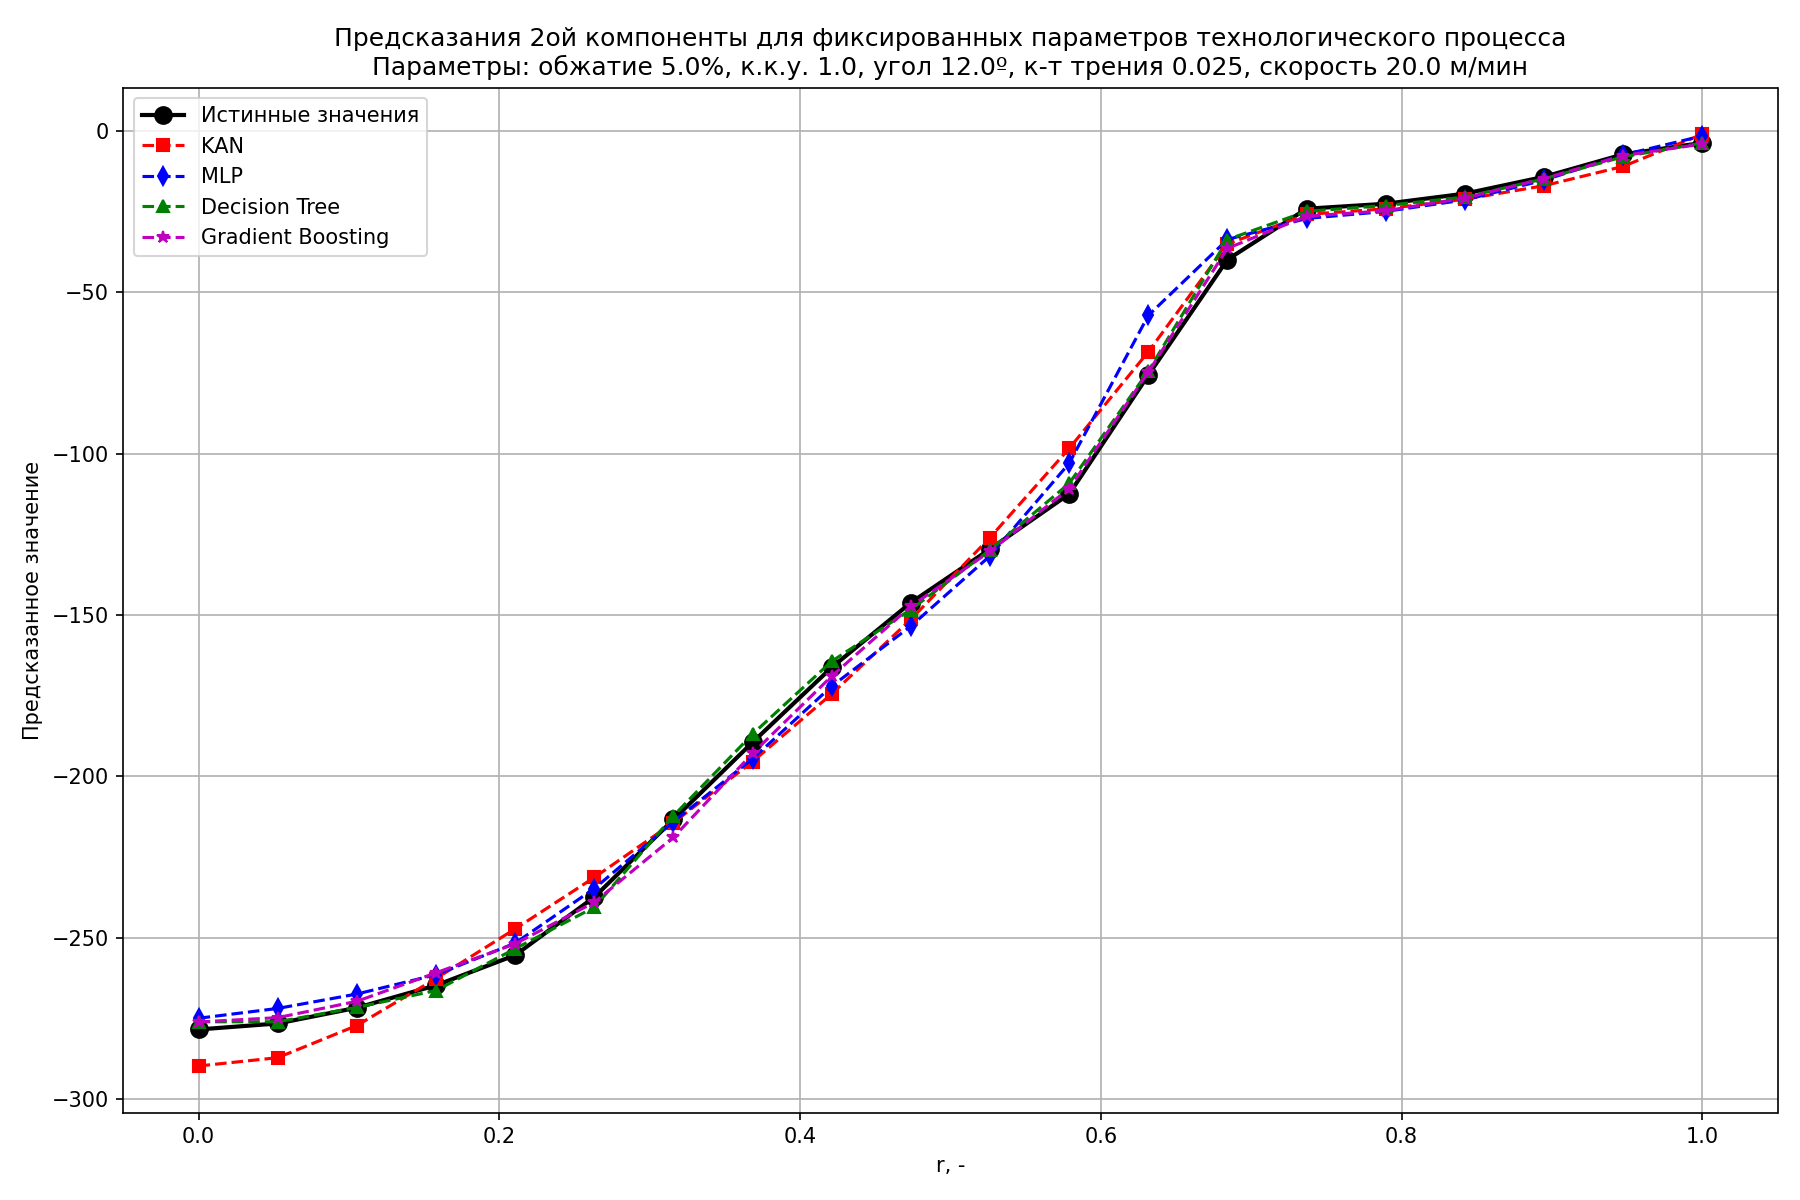 Предсказания 2ой компоненты для фиксированных параметров технологического процесса
Параметры: обжатие 5.0%, к.к.у. 1.0, угол 12.0º, к-т трения 0.025, скорость 20.0 м/мин
Истинные значения
KAN
MLP
Decision Tree
Gradient Boosting
Предсказанное значение
0
−50
−100
−150
−200
−250
−300
0.0
0.2
0.4
0.6
0.8
1.0
r, -